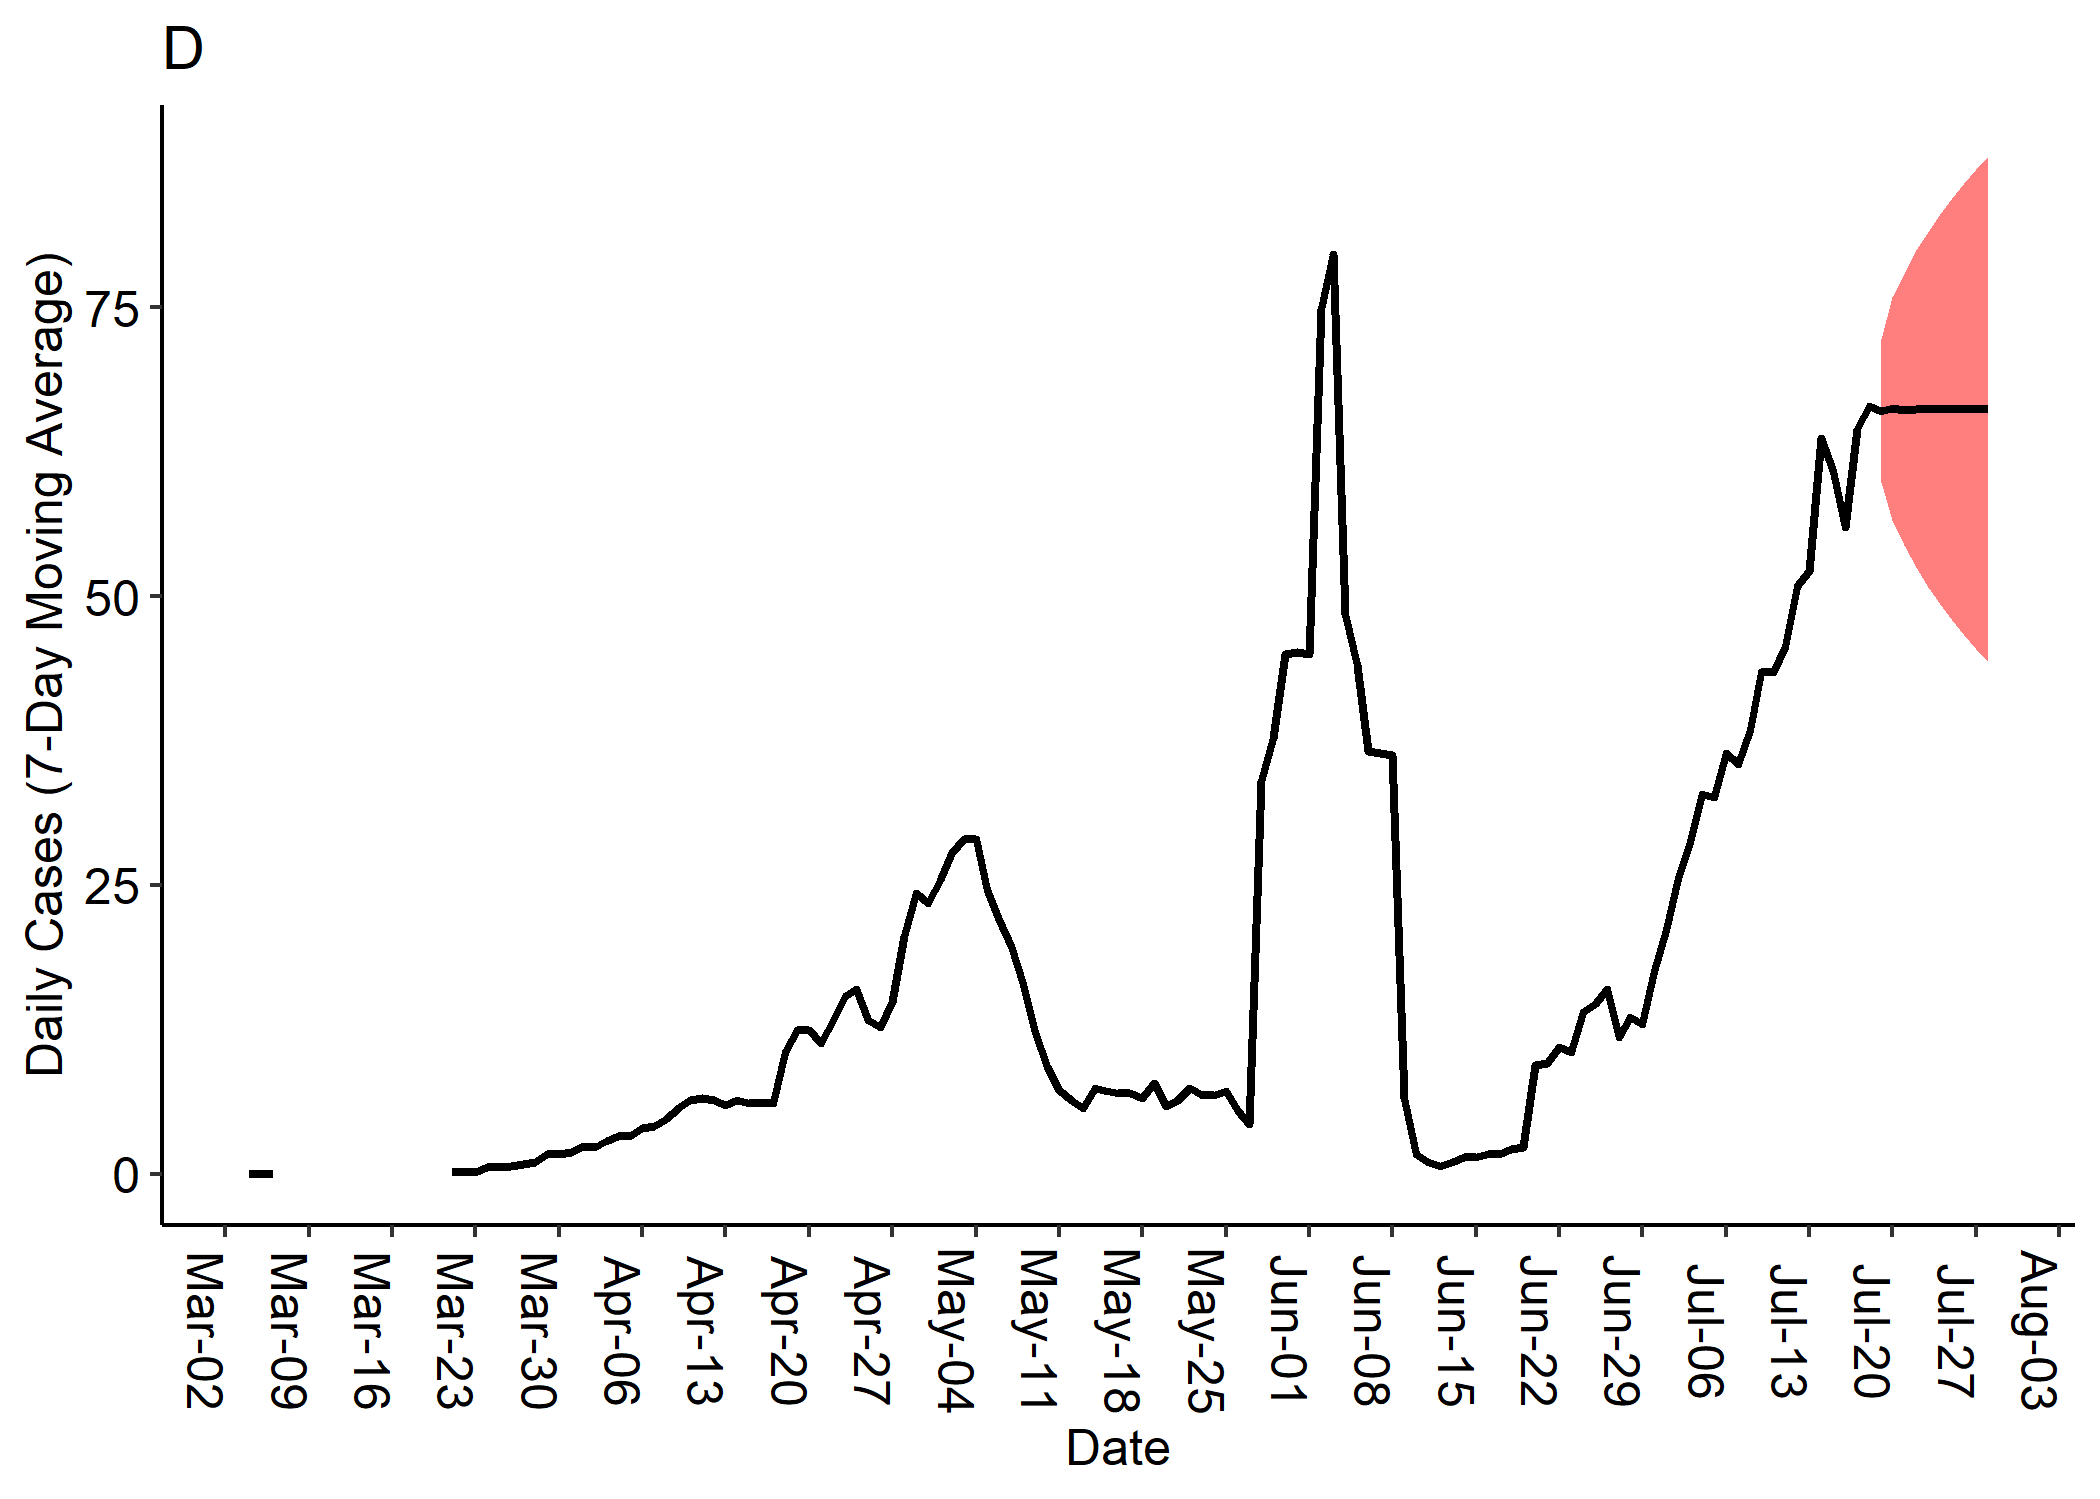 D
Daily Cases (7-Day Moving Average)
75
50
25
0
Mar-02
Mar-09
Mar-16
Mar-23
Mar-30
Apr-06
Apr-13
Apr-20
Apr-27
May-04
May-11
May-18
May-25
Jun-01
Jun-08
Jun-15
Jun-22
Jun-29
Jul-06
Jul-13
Jul-20
Jul-27
Aug-03
Date